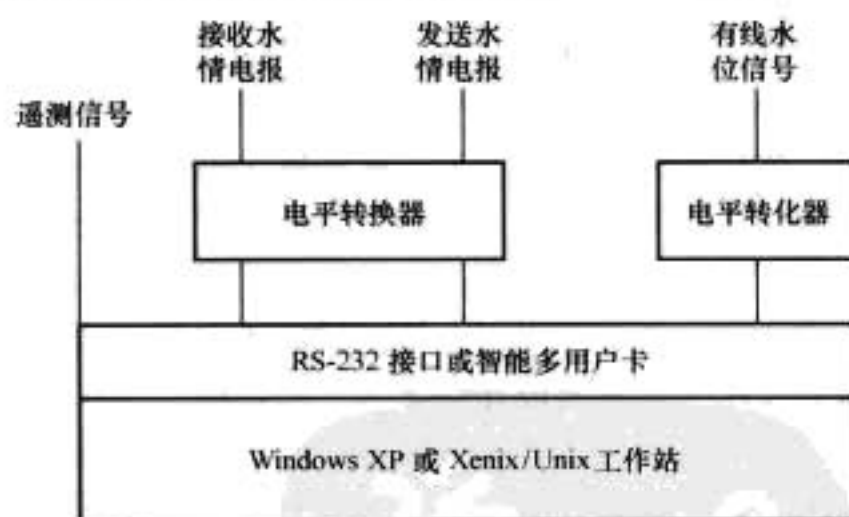 接收水
情电报
发送水
情电报
有线水
位信号
遥测信号
电平转换器
电平转化器
RS-232 接口或智能多用户卡
Windows XP 或 Xenix/Unix 工作站